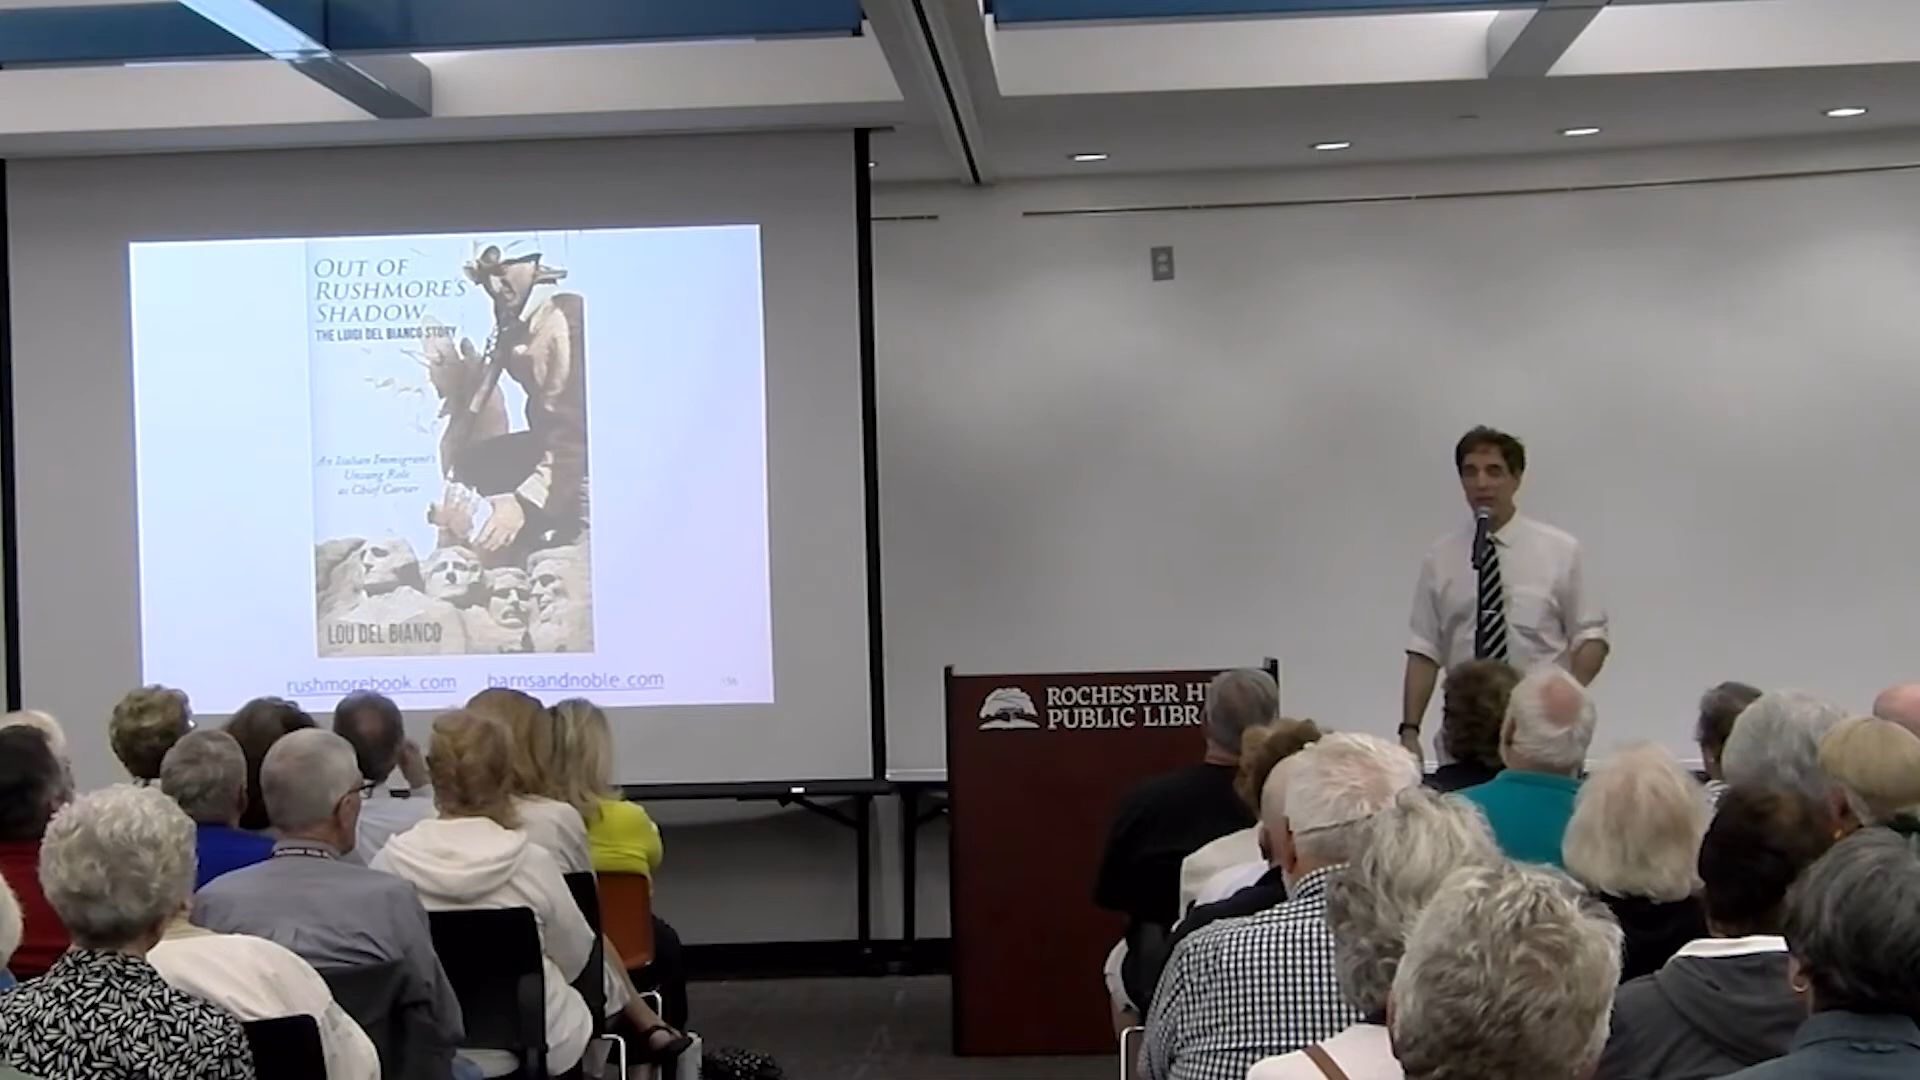 OUT OF
RUSHMORE'S
SHADOW
THE LUIGI DEL BIANCO STORY
An Italian Immigrant's
Unsung Role
as Chief Carver
LOU DEL BIANCO
rushmorebook.com barnsandnoble.com
ROCHESTER H
PUBLIC LIBR